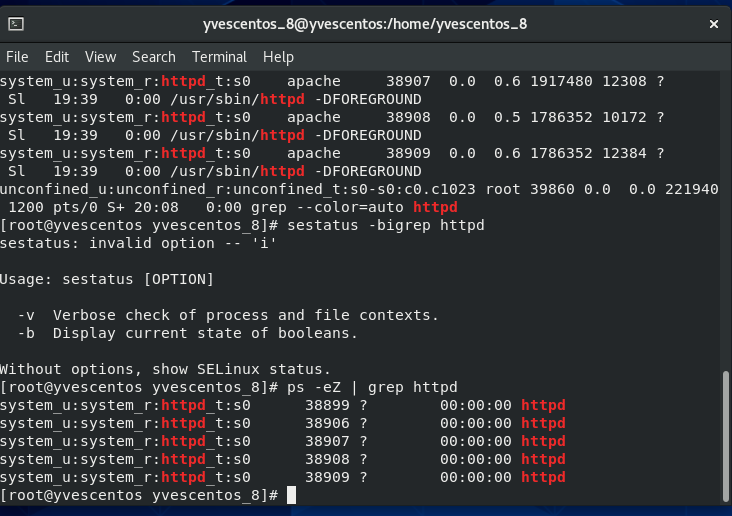 yvescentos_8@yvescentos:/home/yvescentos_8
File Edit View Search Terminal Help
system_u:system_r:httpd_t:s0    apache     38907  0.0  0.6 1917480 12308 ?
 Sl   19:39   0:00 /usr/sbin/httpd -DFOREGROUND
system_u:system_r:httpd_t:s0    apache     38908  0.0  0.5 1786352 10172 ?
 Sl   19:39   0:00 /usr/sbin/httpd -DFOREGROUND
system_u:system_r:httpd_t:s0    apache     38909  0.0  0.6 1786352 12384 ?
 Sl   19:39   0:00 /usr/sbin/httpd -DFOREGROUND
unconfined_u:unconfined_r:unconfined_t:s0-s0:c0.c1023 root 39860 0.0  0.0 221940
 1200 pts/0 S+ 20:08   0:00 grep --color=auto httpd
[root@yvescentos yvescentos_8]# sestatus -bigrep httpd
sestatus: invalid option -- 'i'

Usage: sestatus [OPTION]

  -v  Verbose check of process and file contexts.
  -b  Display current state of booleans.

Without options, show SELinux status.
[root@yvescentos yvescentos_8]# ps -eZ | grep httpd
system_u:system_r:httpd_t:s0      38899 ?        00:00:00 httpd
system_u:system_r:httpd_t:s0      38906 ?        00:00:00 httpd
system_u:system_r:httpd_t:s0      38907 ?        00:00:00 httpd
system_u:system_r:httpd_t:s0      38908 ?        00:00:00 httpd
system_u:system_r:httpd_t:s0      38909 ?        00:00:00 httpd
[root@yvescentos yvescentos_8]#